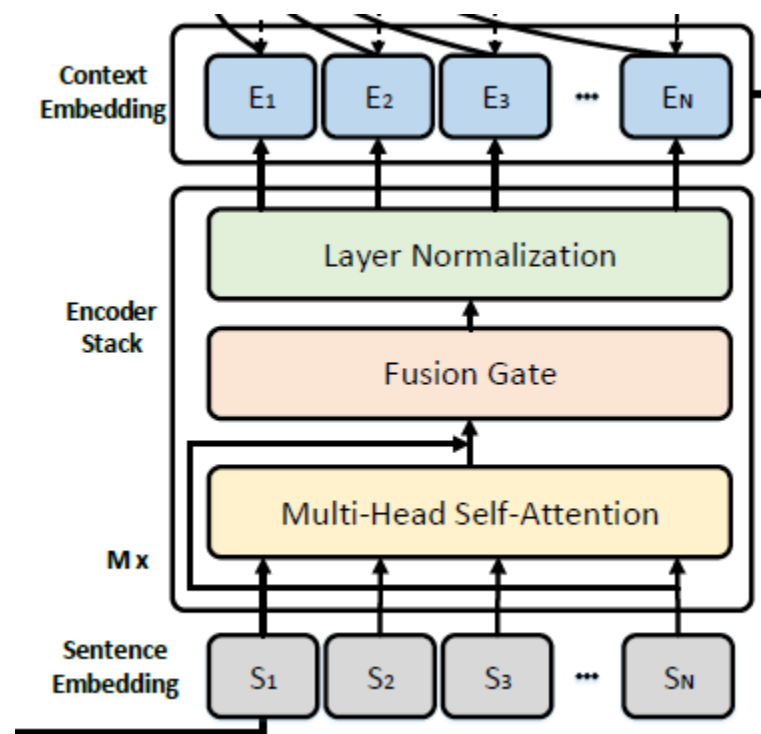 Context
Embedding
E1 E2 E3 ... EN
Layer Normalization
Encoder
Stack
Fusion Gate
Multi-Head Self-Attention
M x
Sentence
Embedding
S1 S2 S3 ... SN